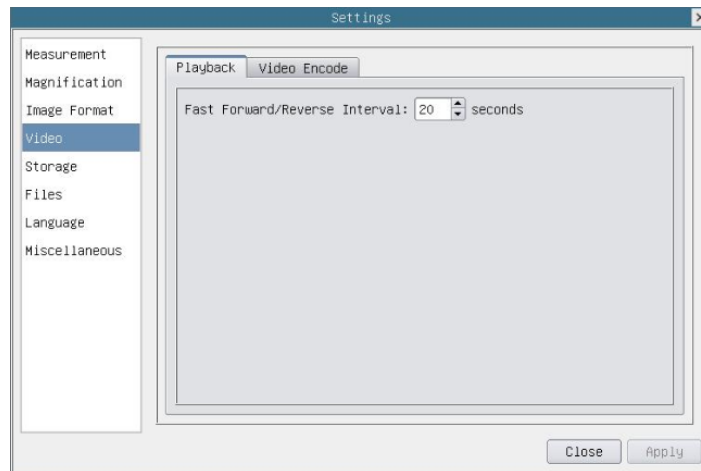 Settings
Measurement
Magnification
Image Format
Video
Storage
Files
Language
Miscellaneous
Playback Video Encode
Fast Forward/Reverse Interval: 20 seconds
Close Apply